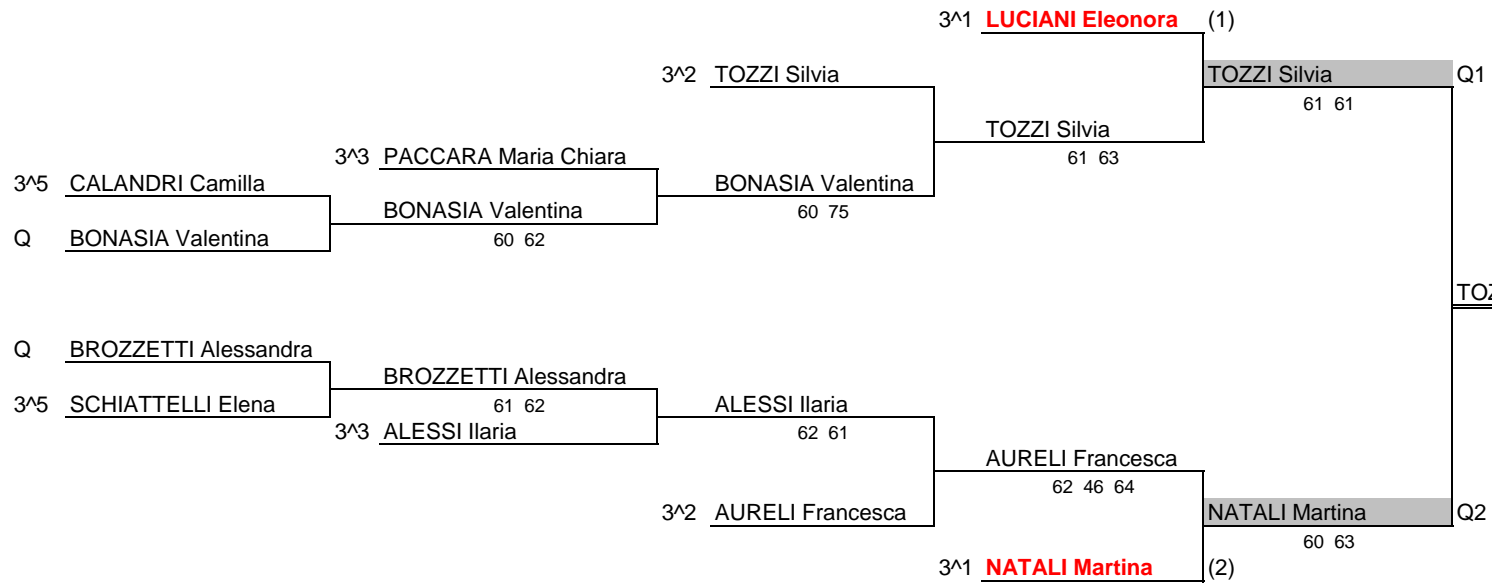 3^1 LUCIANI Eleonora (1)
3^2 TOZZI Silvia
TOZZI Silvia Q1
61 61
TOZZI Silvia
61 63
3^3 PACCARA Maria Chiara
3^5 CALANDRI Camilla
BONASIA Valentina
60 75
BONASIA Valentina
60 62
Q BONASIA Valentina
Q BROZZETTI Alessandra
BROZZETTI Alessandra
61 62
3^5 SCHIATTELLI Elena
ALESSI Ilaria
62 61
3^3 ALESSI Ilaria
AURELI Francesca
62 46 64
3^2 AURELI Francesca
NATALI Martina Q2
60 63
3^1 NATALI Martina (2)